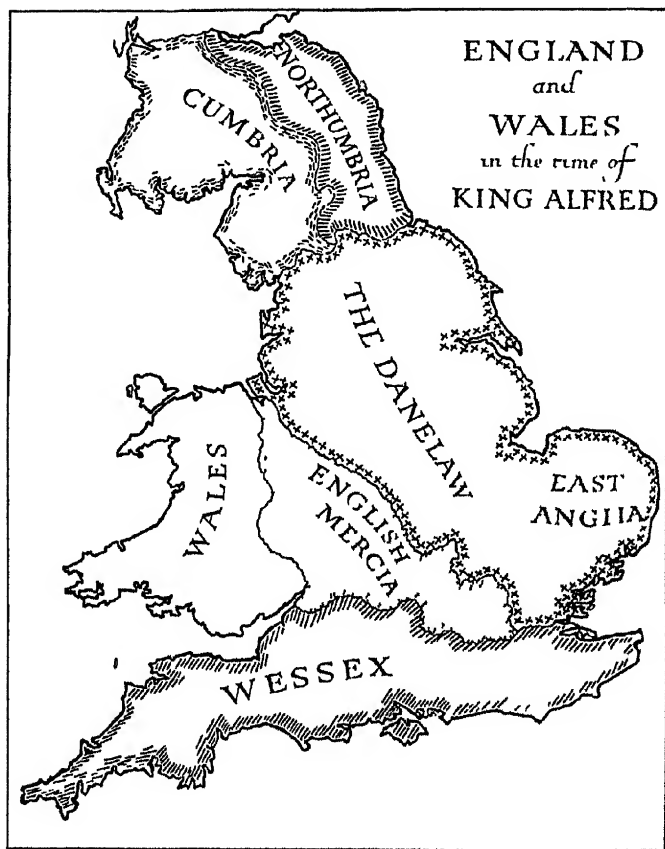 ENGLAND
and
WALES
in the time of
KING ALFRED
NORTHUMBRIA
CUMBRIA
THE DANELAW
WALES
ENGLISH
MERCIA
EAST
ANGLIA
WESSEX